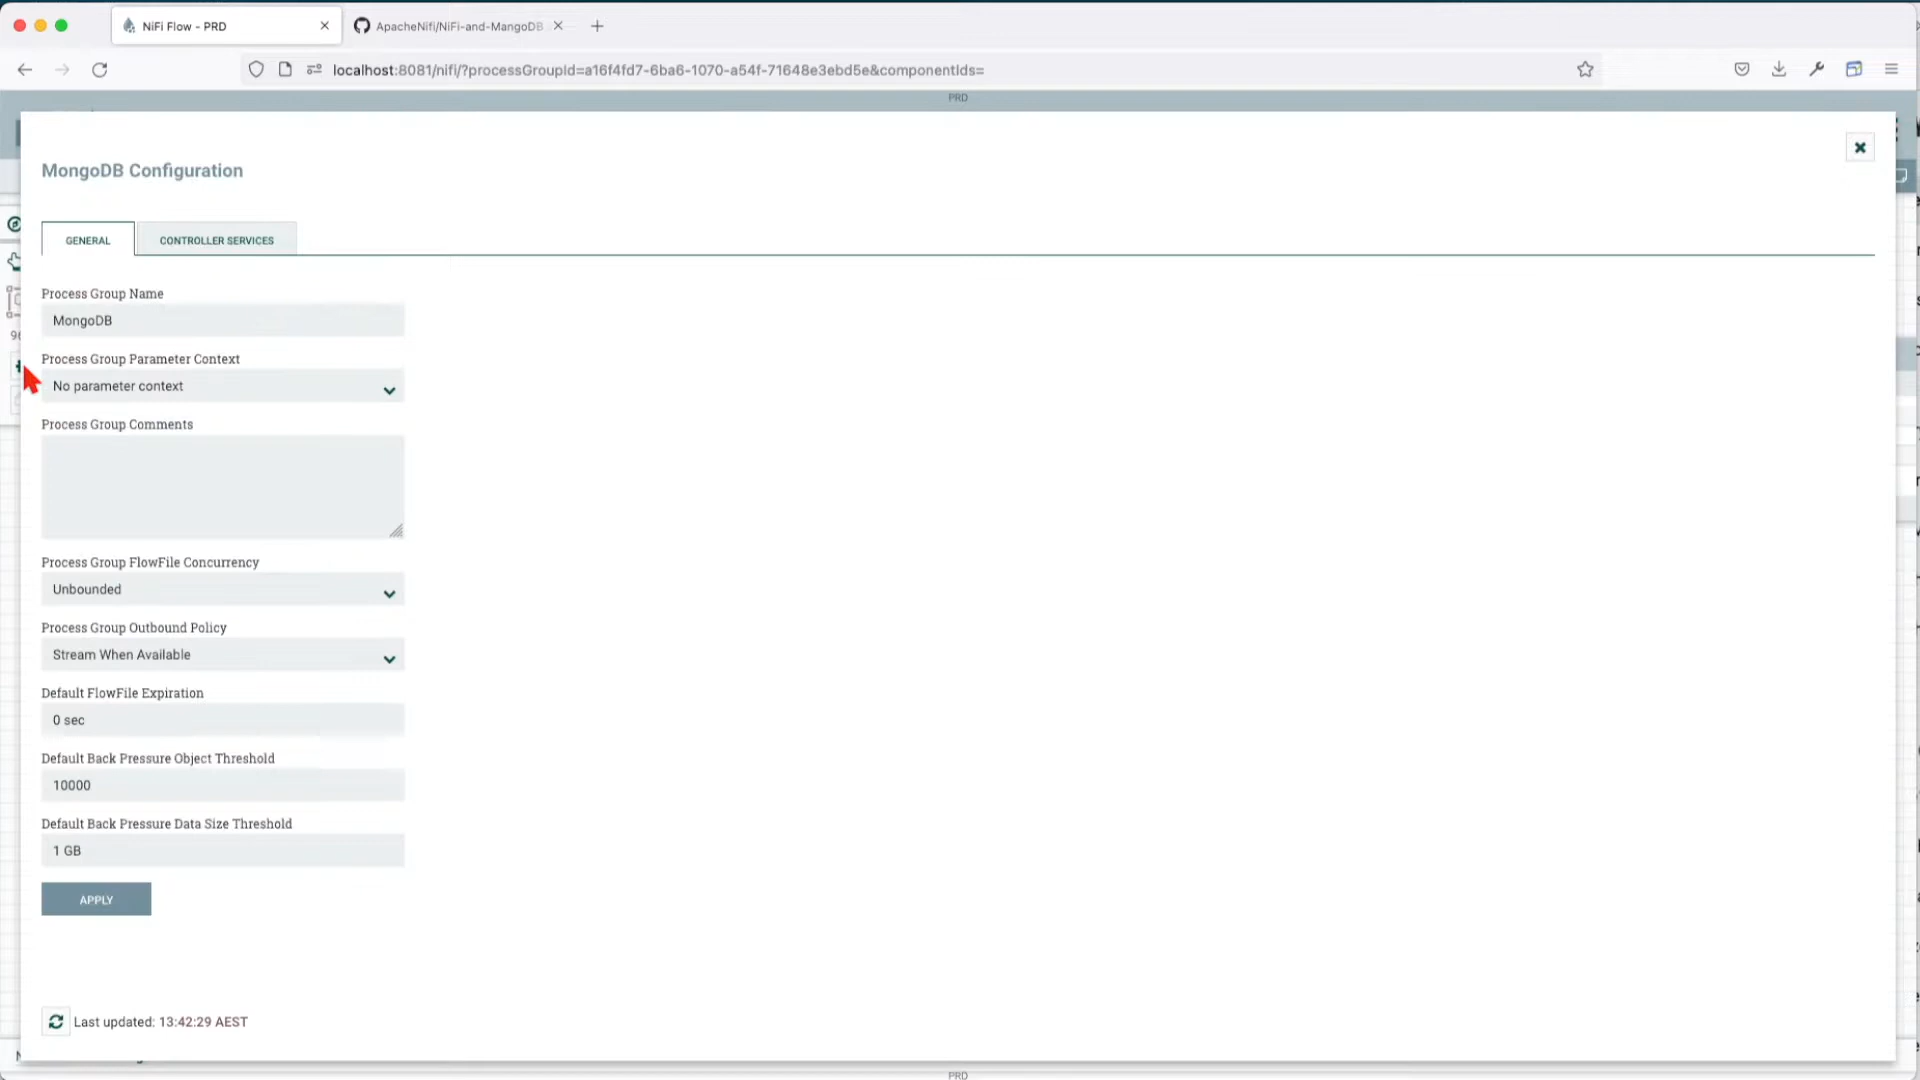 NiFi Flow - PRD
ApacheNifi/NiFi-and-MangoDB
localhost:8081/nifi/?processGroupId=a16f4fd7-6ba6-1070-a54f-71648e3ebd5e&componentIds=
PRD
MongoDB Configuration
GENERAL
CONTROLLER SERVICES
Process Group Name
MongoDB
Process Group Parameter Context
No parameter context
Process Group Comments
Process Group FlowFile Concurrency
Unbounded
Process Group Outbound Policy
Stream When Available
Default FlowFile Expiration
0 sec
Default Back Pressure Object Threshold
10000
Default Back Pressure Data Size Threshold
1 GB
APPLY
Last updated: 13:42:29 AEST
PRD